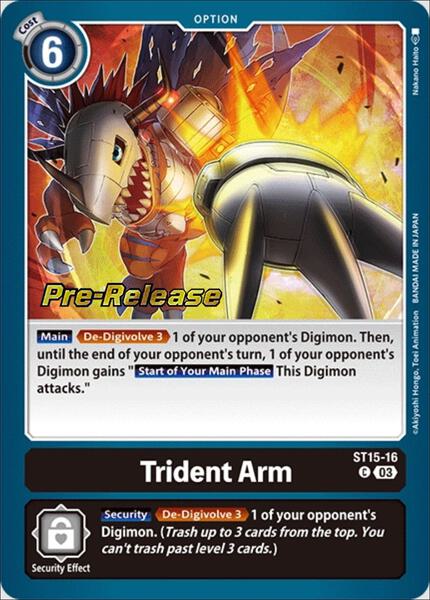 OPTION
Cost
6
Nakano Haito
Pre-Release
©Akiyoshi Hongo, Toei Animation BANDAI MADE IN JAPAN
Main De-Digivolve 3 1 of your opponent's Digimon. Then,
until the end of your opponent's turn, 1 of your opponent's
Digimon gains "Start of Your Main Phase This Digimon
attacks."
ST15-16
Trident Arm
C 03
Security De-Digivolve 3 1 of your opponent's
Digimon. (Trash up to 3 cards from the top. You
can't trash past level 3 cards.)
Security Effect